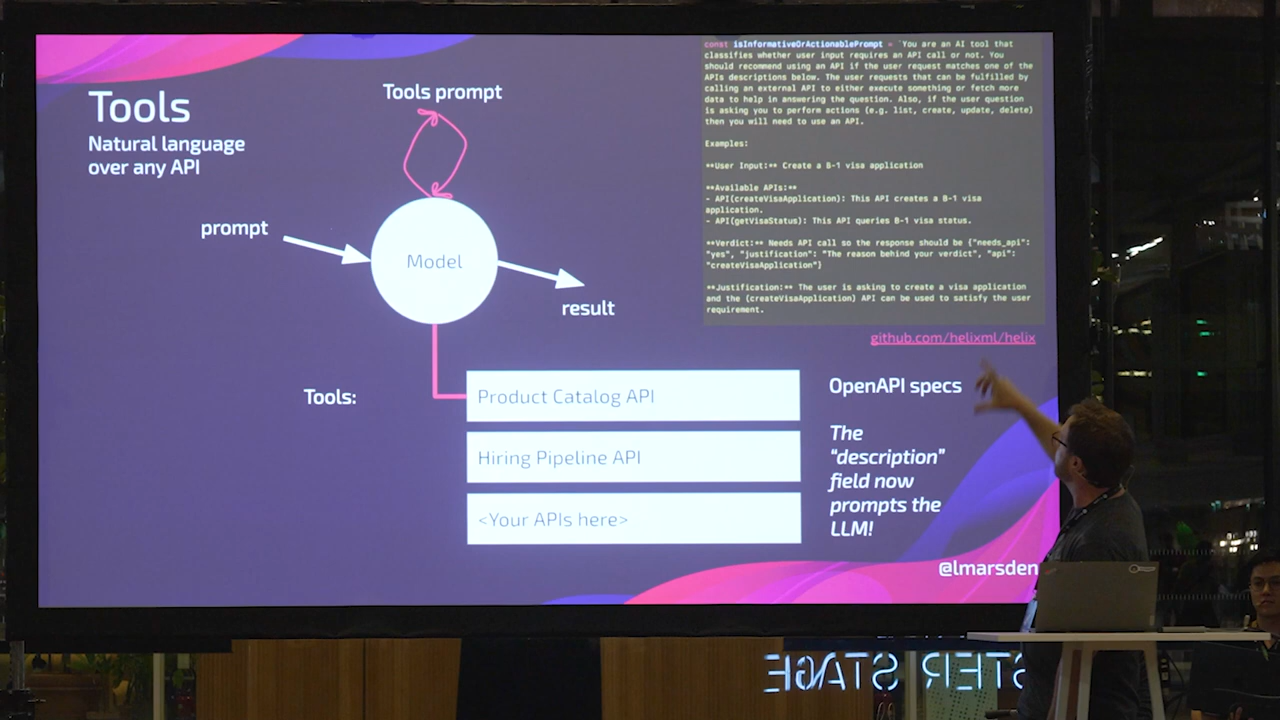 Tools
Natural language
over any API
Tools prompt
prompt
Model
result
Tools:
Product Catalog API
Hiring Pipeline API
<Your APIs here>
const isInformativeOrActionablePrompt = `You are an AI tool that
classifies whether user input requires an API call or not. You
should recommend using an API if the user request matches one of the
APIs descriptions below. The user requests that can be fulfilled by
calling an external API to either execute something or fetch more
data to help in answering the question. Also, if the user question
is asking you to perform actions (e.g. list, create, update, delete)
then you will need to use an API.
Examples:
**User Input:** Create a B-1 visa application
**Available APIs:**
- API(createVisaApplication): This API creates a B-1 visa
application.
- API(getVisaStatus): This API queries B-1 visa status.
**Verdict:** Needs API call so the response should be {"needs_api":
"yes", "justification": "The reason behind your verdict", "api":
"createVisaApplication"}
**Justification:** The user is asking to create a visa application
and the (createVisaApplication) API can be used to satisfy the user
requirement.
github.com/helixml/helix
OpenAPI specs
The
“description”
field now
prompts the
LLM!
@lmarsden
STER STAGE